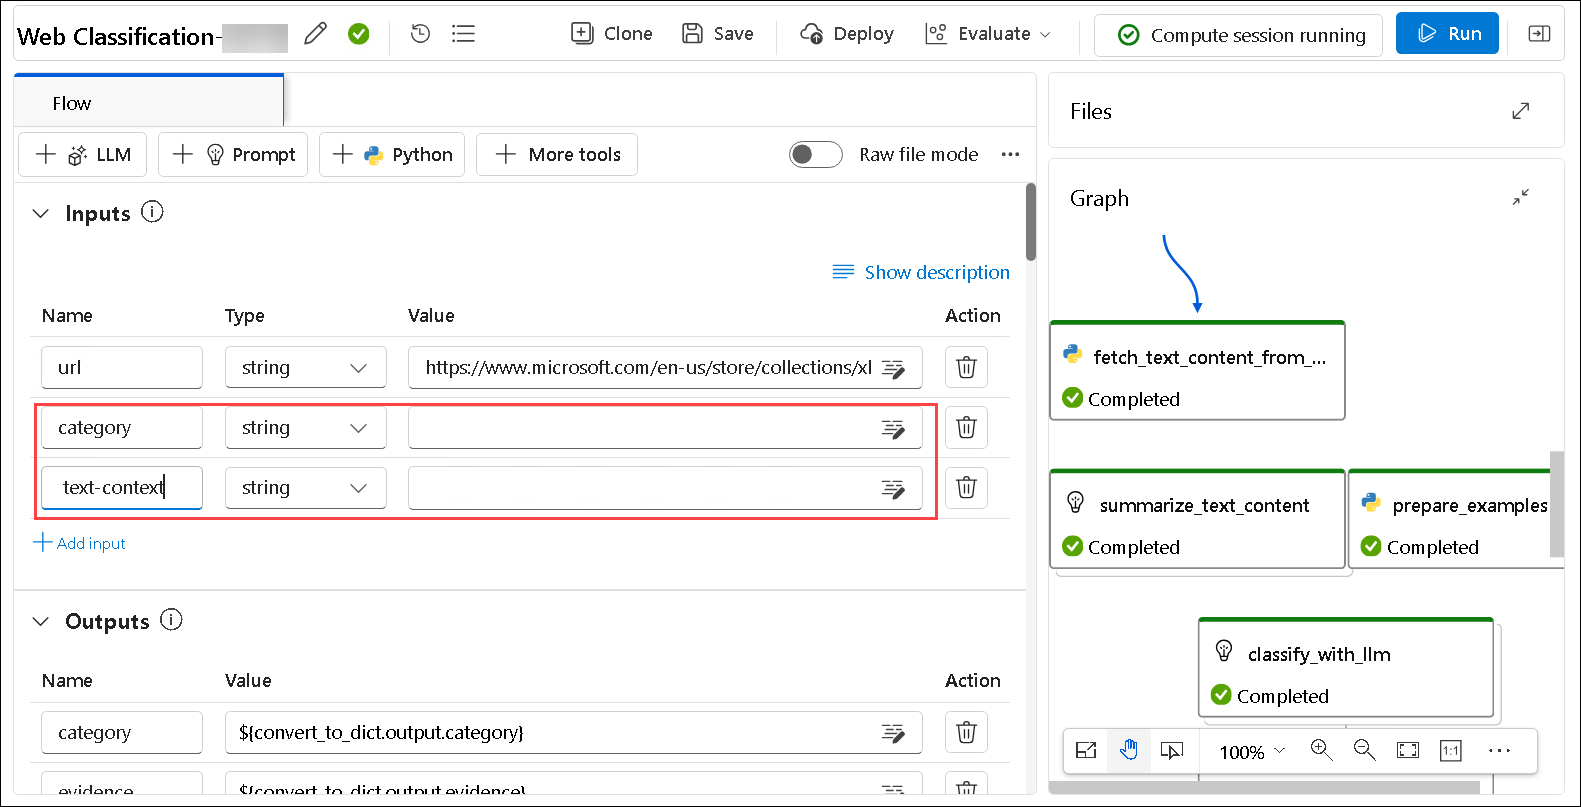 Web Classification-
Clone
Save
Deploy
Evaluate
Compute session running
Run
Flow
LLM
Prompt
Python
More tools
Raw file mode
Inputs
Show description
Name Type Value Action
url string https://www.microsoft.com/en-us/store/collections/xl
category string
text-context string
Add input
Outputs
Name Value Action
category ${convert_to_dict.output.category}
evidence ${convert_to_dict.output.evidence}
Files
Graph
fetch_text_content_from_...
Completed
summarize_text_content
Completed
prepare_examples
Completed
classify_with_llm
Completed
100%
1:1